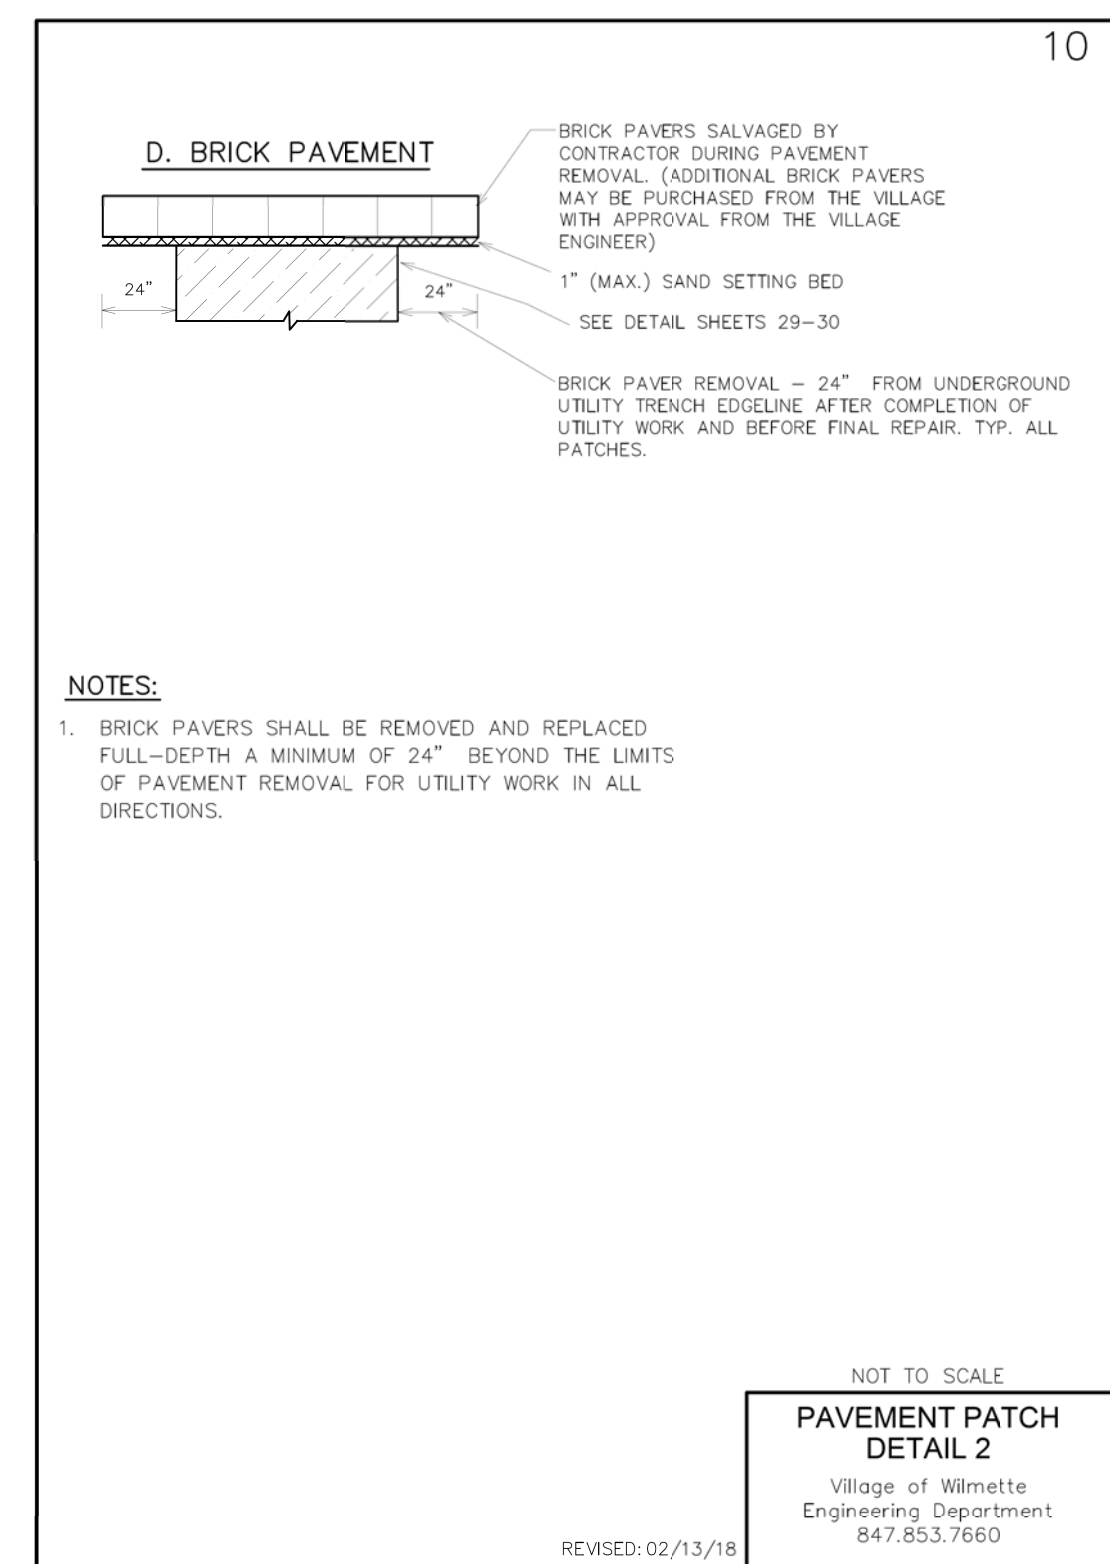 10
D. BRICK PAVEMENT
BRICK PAVERS SALVAGED BY
CONTRACTOR DURING PAVEMENT
REMOVAL. (ADDITIONAL BRICK PAVERS
MAY BE PURCHASED FROM THE VILLAGE
WITH APPROVAL FROM THE VILLAGE
ENGINEER)
1" (MAX.) SAND SETTING BED
24"
24"
SEE DETAIL SHEETS 29–30
BRICK PAVER REMOVAL – 24" FROM UNDERGROUND
UTILITY TRENCH EDGELINE AFTER COMPLETION OF
UTILITY WORK AND BEFORE FINAL REPAIR. TYP. ALL
PATCHES.
NOTES:
1. BRICK PAVERS SHALL BE REMOVED AND REPLACED
FULL–DEPTH A MINIMUM OF 24" BEYOND THE LIMITS
OF PAVEMENT REMOVAL FOR UTILITY WORK IN ALL
DIRECTIONS.
NOT TO SCALE
PAVEMENT PATCH
DETAIL 2
Village of Wilmette
Engineering Department
847.853.7660
REVISED: 02/13/18